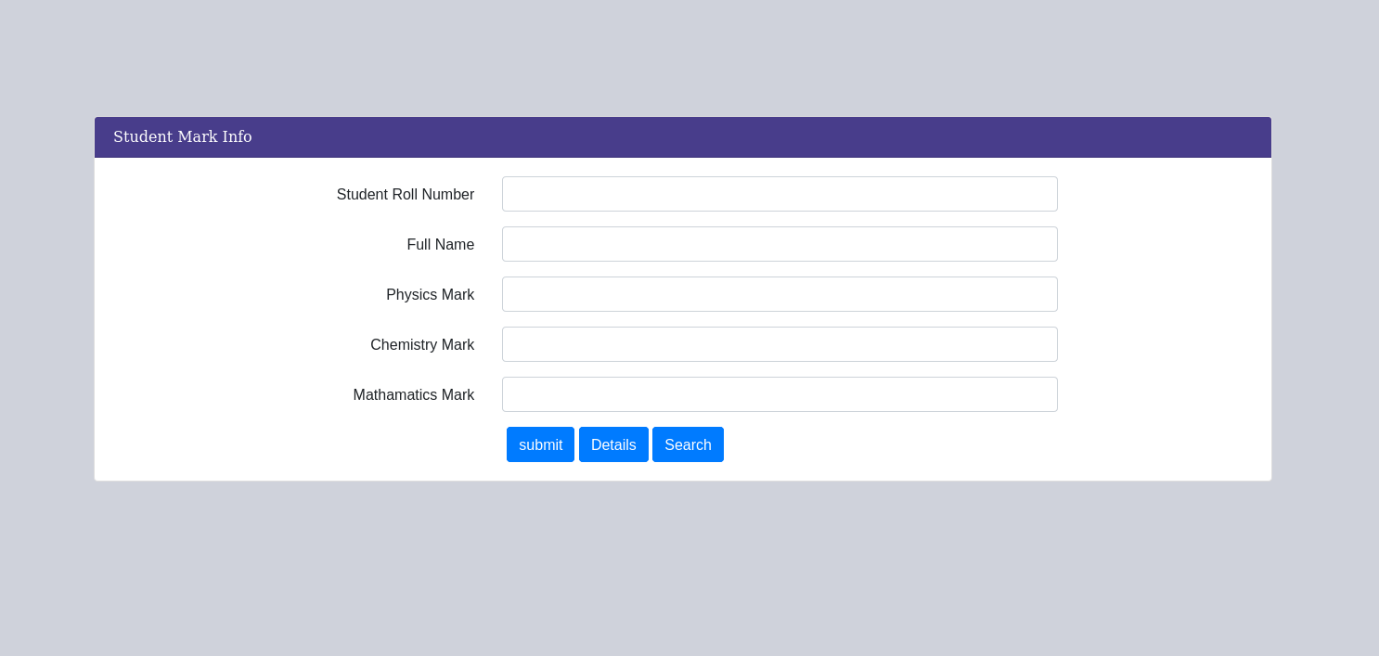 Student Mark Info
Student Roll Number
Full Name
Physics Mark
Chemistry Mark
Mathamatics Mark
submit Details Search